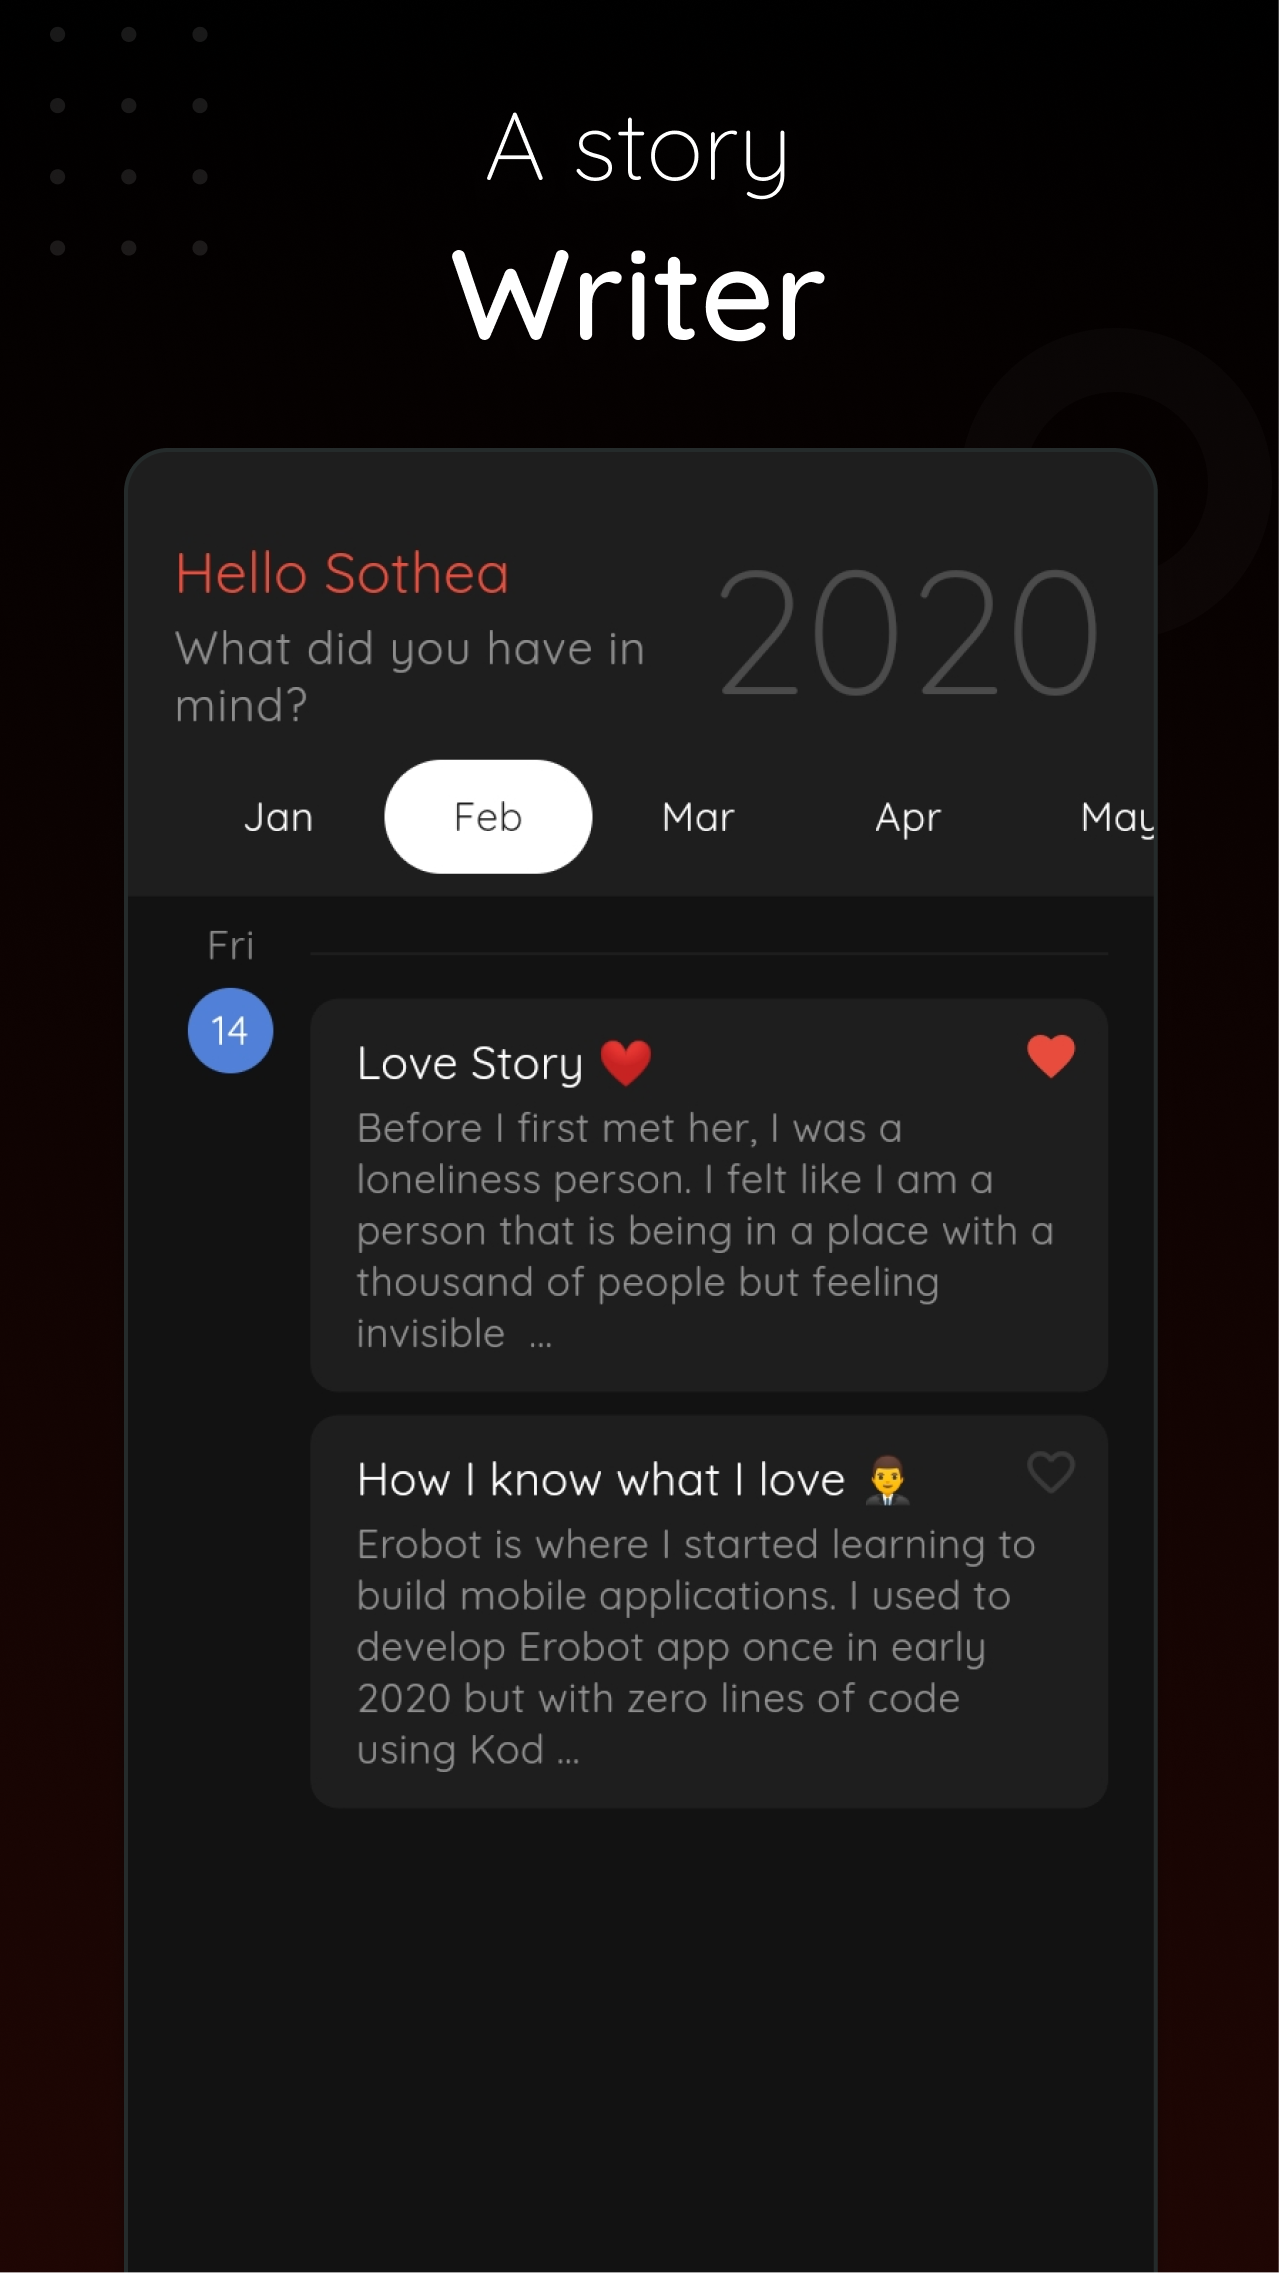 A story
Writer
Hello Sothea
What did you have in
mind?
2020
Jan Feb Mar Apr May
Fri
14
Love Story ❤️
Before I first met her, I was a
loneliness person. I felt like I am a
person that is being in a place with a
thousand of people but feeling
invisible  ...
How I know what I love 👨‍💼
Erobot is where I started learning to
build mobile applications. I used to
develop Erobot app once in early
2020 but with zero lines of code
using Kod ...